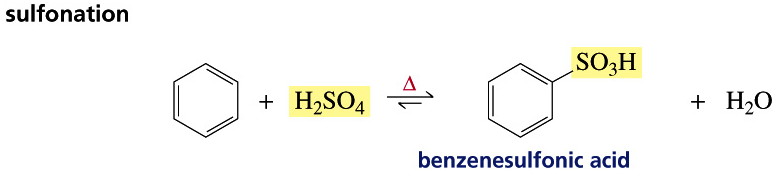 sulfonation
+ H₂SO₄ Δ ⇌ SO₃H + H₂O
benzenesulfonic acid